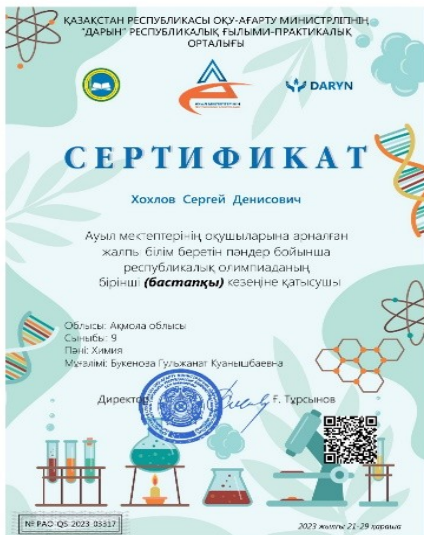 ҚАЗАҚСТАН РЕСПУБЛИКАСЫ ОҚУ-АҒАРТУ МИНИСТРЛІГІНІҢ
"ДАРЫН" РЕСПУБЛИКАЛЫҚ ҒЫЛЫМИ-ПРАКТИКАЛЫҚ
ОРТАЛЫҒЫ
DARYN
СЕРТИФИКАТ
Хохлов Сергей Денисович
Ауыл мектептерінің оқушыларына арналған
жалпы білім беретін пәндер бойынша
республикалық олимпиаданың
бірінші (бастапқы) кезеңіне қатысушы
Облысы: Ақмола облысы
Сыныбы: 9
Пәні: Химия
Мұғалімі: Букенова Гульжанат Куанышбаевна
Директор Ғ. Тұрсынов
№ РАО-QS-2023-03317
2023 жылғы 21-29 қараша